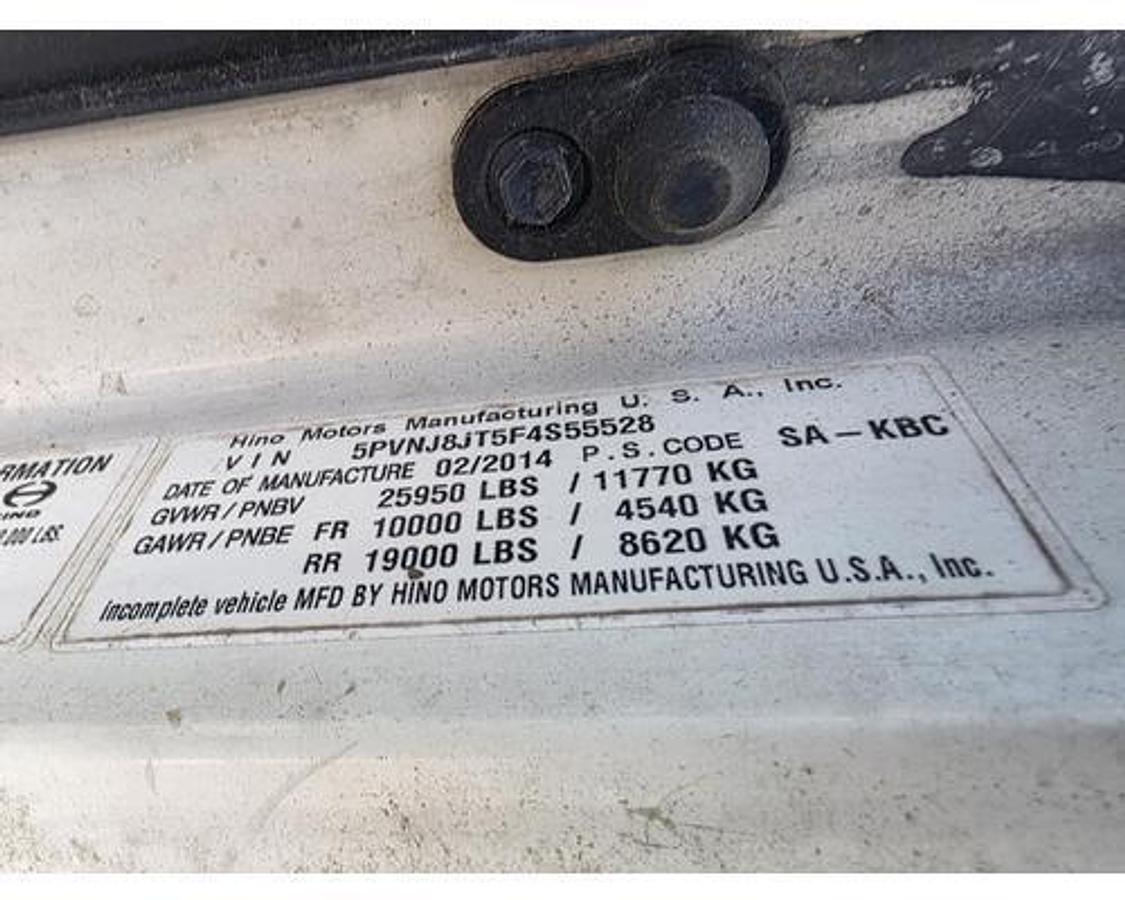 Hino Motors Manufacturing U. S. A., Inc.
VIN 5PVNJ8JT5F4S55528
DATE OF MANUFACTURE 02/2014 P.S.CODE SA-KBC
GVWR/PNBV 25950 LBS / 11770 KG
GAWR/PNBE FR 10000 LBS / 4540 KG
RR 19000 LBS / 8620 KG
incomplete vehicle MFD BY HINO MOTORS MANUFACTURING U.S.A., Inc.
RMATION
LBS.